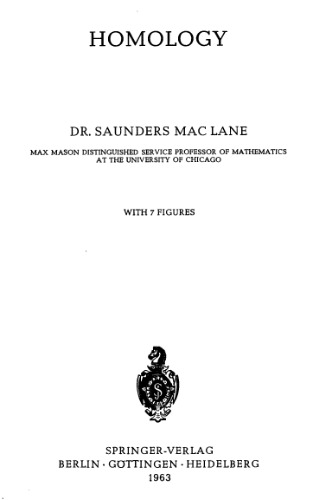 HOMOLOGY
DR. SAUNDERS MAC LANE
MAX MASON DISTINGUISHED SERVICE PROFESSOR OF MATHEMATICS
AT THE UNIVERSITY OF CHICAGO
WITH 7 FIGURES
SPRINGER-VERLAG
BERLIN · GÖTTINGEN · HEIDELBERG
1963